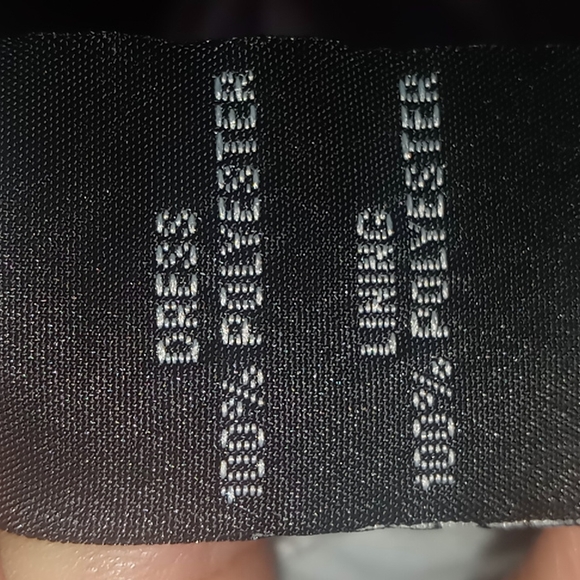 DRESS
100% POLYESTER
LINING
100% POLYESTER